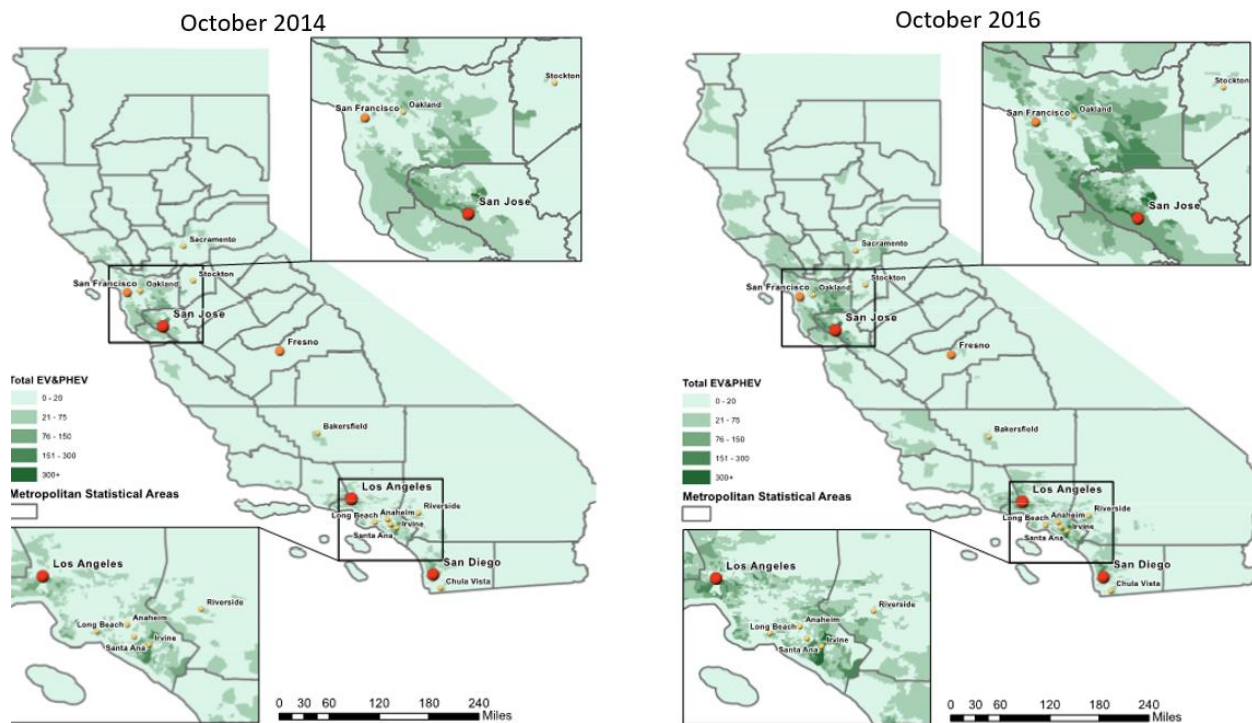 October 2014
Stockton
San Francisco
Oakland
San Jose
Sacramento
Stockton
San Francisco
Oakland
San Jose
Fresno
Total EV&PHEV
0 - 20
21 - 75
76 - 150
151 - 300
300+
Metropolitan Statistical Areas
Bakersfield
Los Angeles
Riverside
Long Beach
Anaheim
Irvine
Santa Ana
San Diego
Chula Vista
Los Angeles
Riverside
Long Beach
Anaheim
Irvine
Santa Ana
0 30 60 120 180 240
Miles
October 2016
Stockton
San Francisco
Oakland
San Jose
Sacramento
Stockton
San Francisco
Oakland
San Jose
Fresno
Total EV&PHEV
0 - 20
21 - 75
76 - 150
151 - 300
300+
Metropolitan Statistical Areas
Bakersfield
Los Angeles
Riverside
Long Beach
Anaheim
Irvine
Santa Ana
San Diego
Chula Vista
Los Angeles
Riverside
Long Beach
Anaheim
Irvine
Santa Ana
0 30 60 120 180 240
Miles